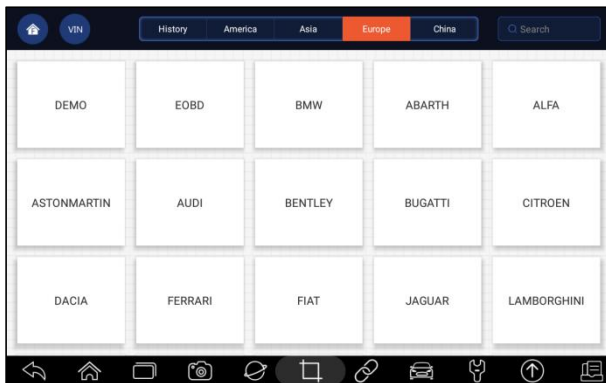 VIN History America Asia Europe China Search
DEMO EOBD BMW ABARTH ALFA
ASTONMARTIN AUDI BENTLEY BUGATTI CITROEN
DACIA FERRARI FIAT JAGUAR LAMBORGHINI